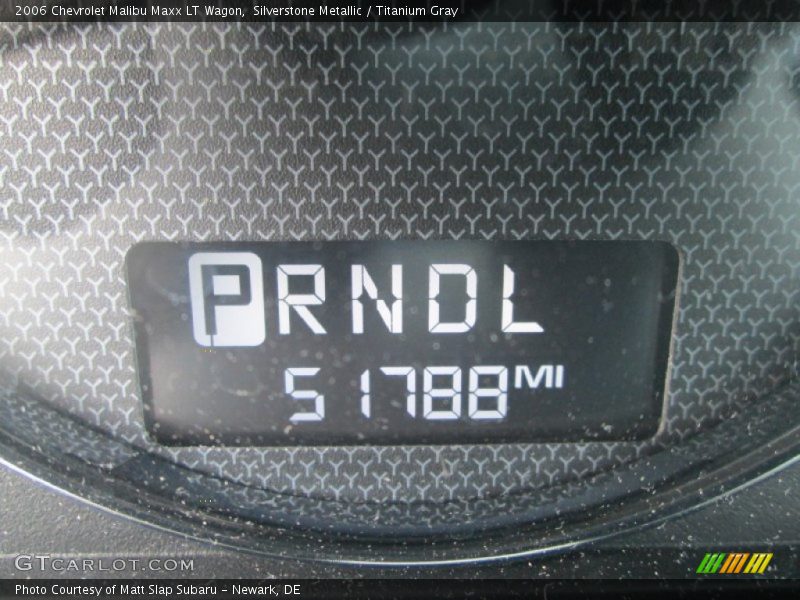 2006 Chevrolet Malibu Maxx LT Wagon, Silverstone Metallic / Titanium Gray
PRNDL
51788 MI
GTCARLOT.COM
Photo Courtesy of Matt Slap Subaru - Newark, DE